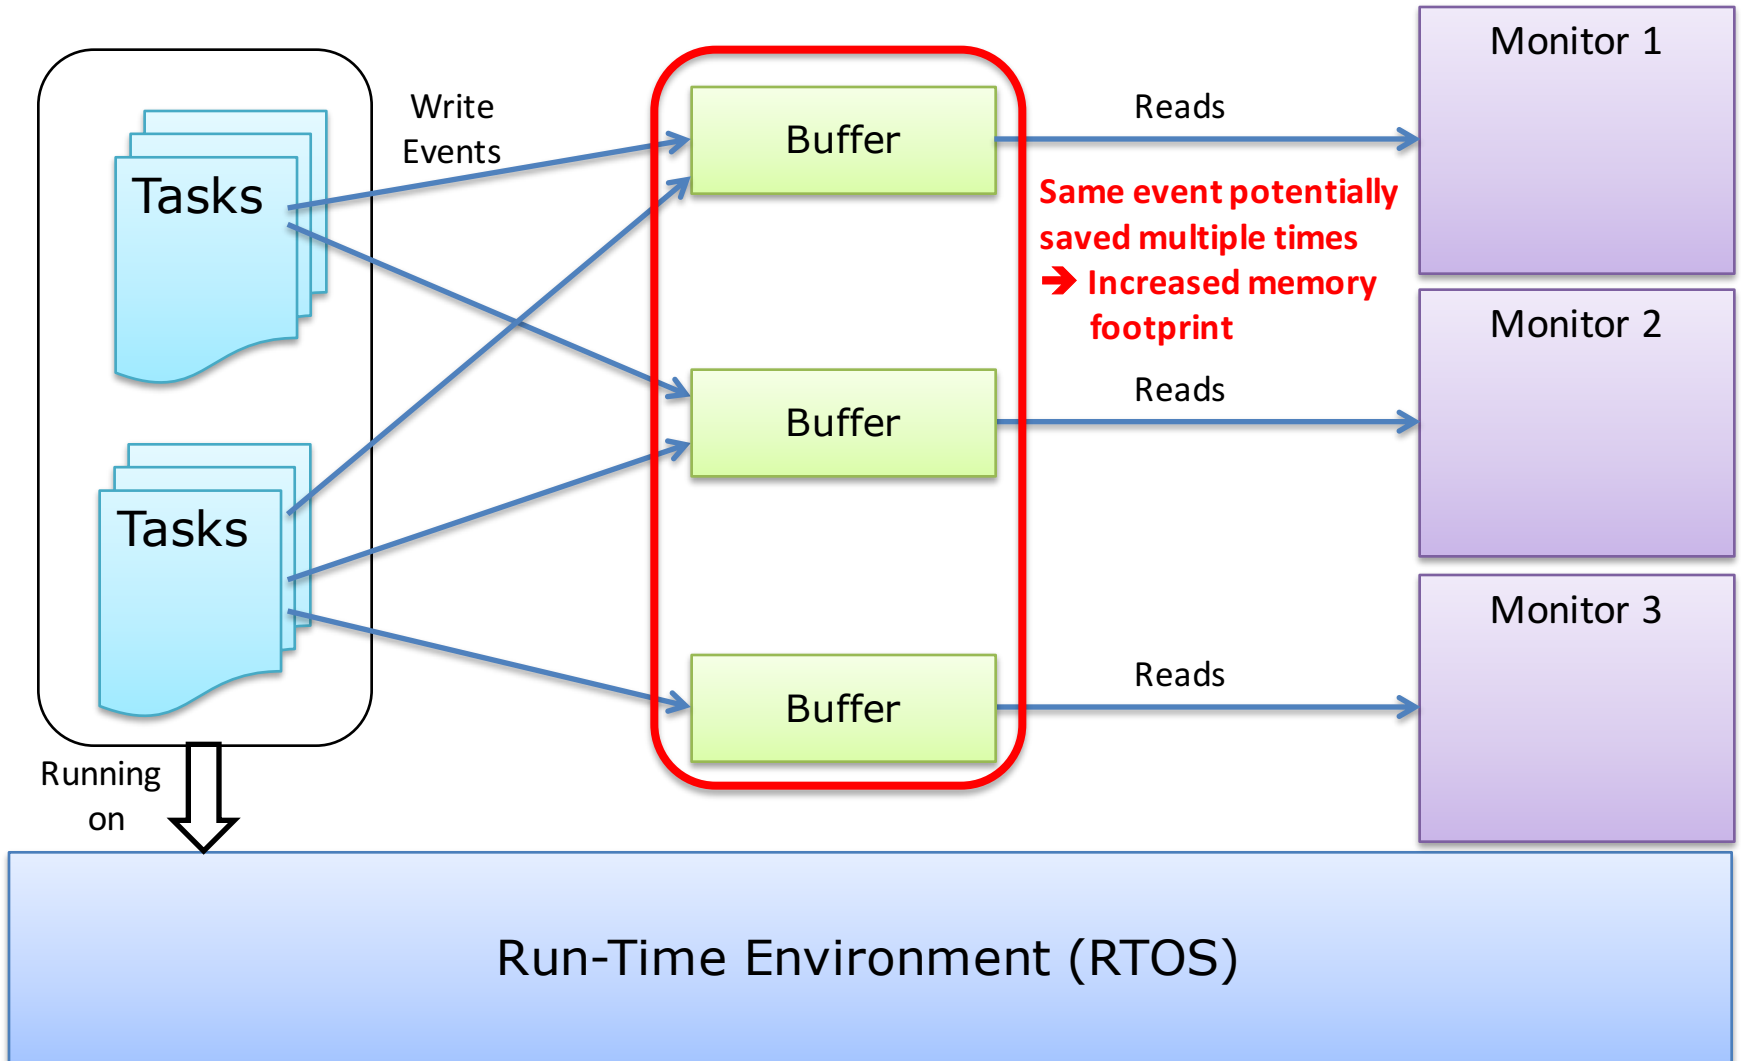 Monitor 1
Write
Events
Reads
Buffer
Tasks
Same event potentially
saved multiple times
➔ Increased memory
footprint
Monitor 2
Reads
Buffer
Tasks
Monitor 3
Reads
Buffer
Running
on
Run-Time Environment (RTOS)